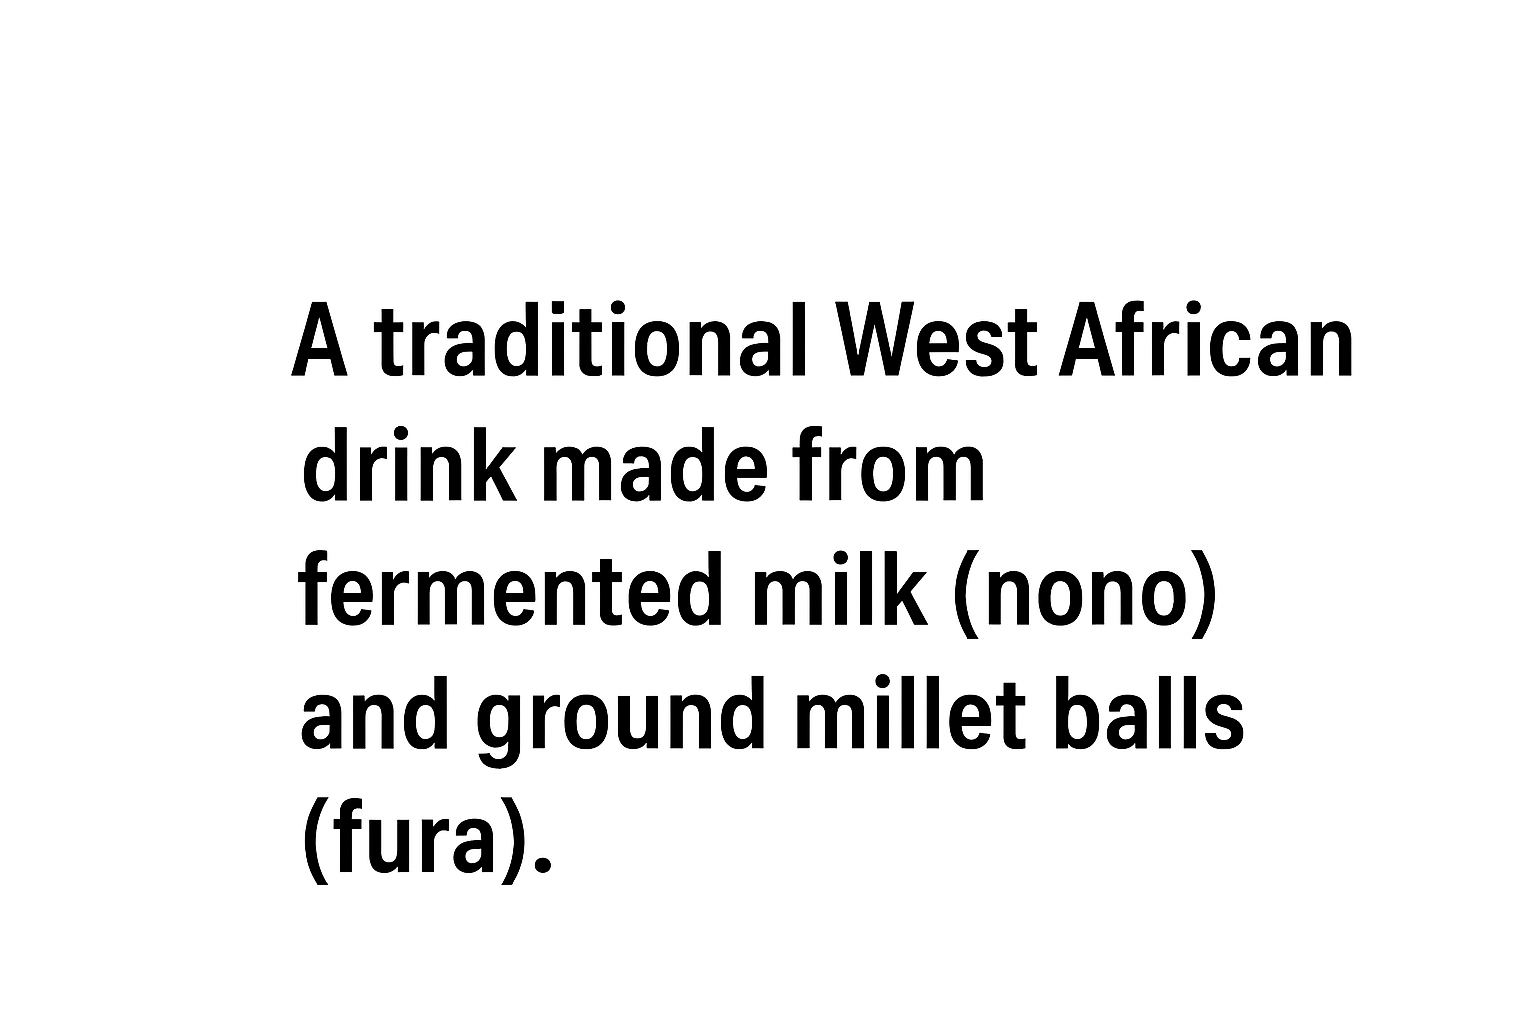 A traditional West African
drink made from
fermented milk (nono)
and ground millet balls
(fura).